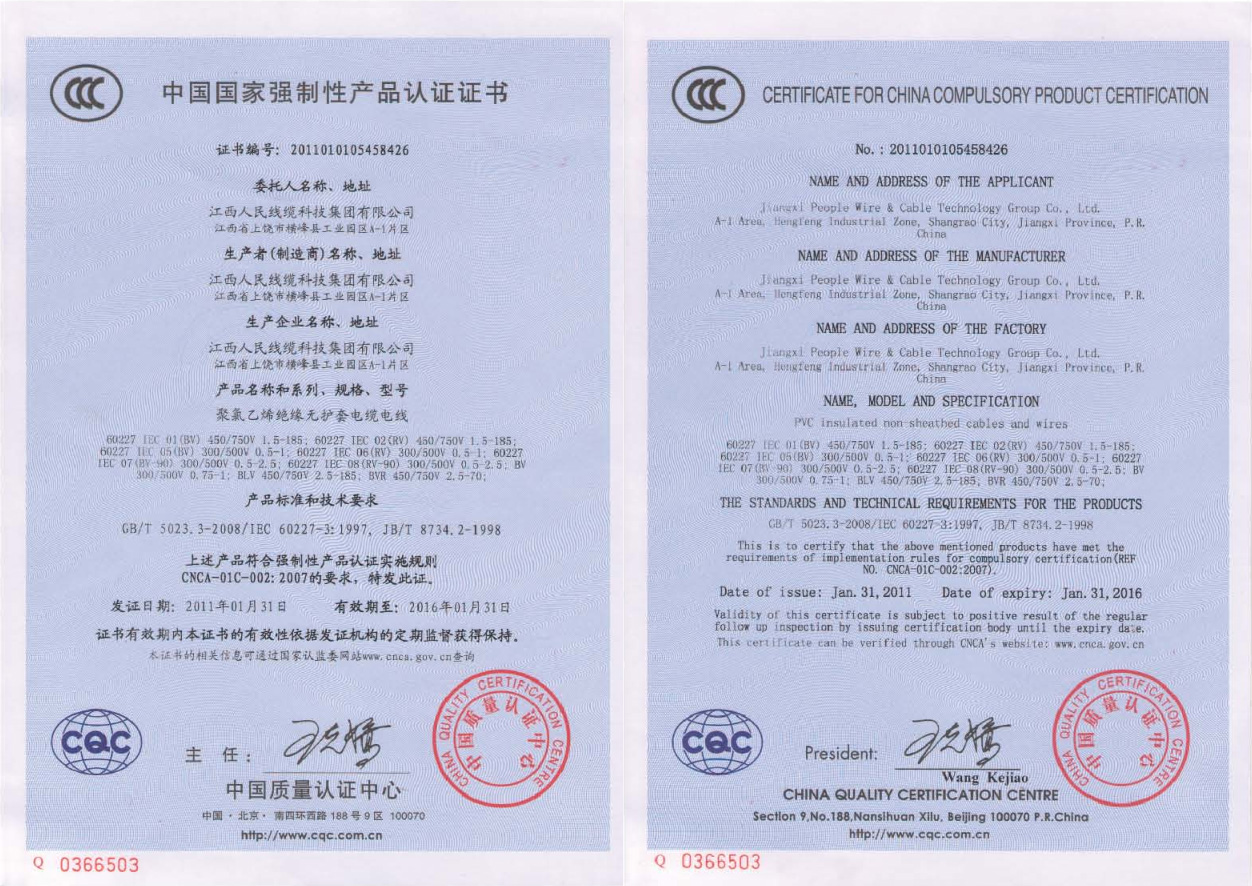 中国国家强制性产品认证证书
证书编号: 2011010105458426
委托人名称、地址
江西人民线缆科技集团有限公司
江西省上饶市横峰县工业园区A-1片区
生产者(制造商)名称、地址
江西人民线缆科技集团有限公司
江西省上饶市横峰县工业园区A-1片区
生产企业名称、地址
江西人民线缆科技集团有限公司
江西省上饶市横峰县工业园区A-1片区
产品名称和系列、规格、型号
聚氯乙烯绝缘无护套电缆电线
60227 IEC 01(BV) 450/750V 1.5-185; 60227 IEC 02(RV) 450/750V 1.5-185;
60227 IEC 05(BV) 300/500V 0.5-1; 60227 IEC 06(RV) 300/500V 0.5-1; 60227
IEC 07(BV-90) 300/500V 0.5-2.5; 60227 IEC 08(RV-90) 300/500V 0.5-2.5; BV
300/500V 0.75-1; BLV 450/750V 2.5-185; BVR 450/750V 2.5-70;
产品标准和技术要求
GB/T 5023.3-2008/IEC 60227-3:1997, JB/T 8734.2-1998
上述产品符合强制性产品认证实施规则
CNCA-01C-002:2007的要求，特发此证。
发证日期: 2011年01月31日 有效期至: 2016年01月31日
证书有效期内本证书的有效性依据发证机构的定期监督获得保持。
本证书的相关信息可通过国家认监委网站www.cnca.gov.cn查询
CQC
主 任:
CHINA QUALITY CERTIFICATION CENTRE
中国质量认证中心
中国质量认证中心
中国·北京·南四环西路188号9区 100070
http://www.cqc.com.cn
Q 0366503
CERTIFICATE FOR CHINA COMPULSORY PRODUCT CERTIFICATION
No.: 2011010105458426
NAME AND ADDRESS OF THE APPLICANT
Jiangxi People Wire & Cable Technology Group Co., Ltd.
A-1 Area, Hengfeng Industrial Zone, Shangrao City, Jiangxi Province, P.R.
China
NAME AND ADDRESS OF THE MANUFACTURER
Jiangxi People Wire & Cable Technology Group Co., Ltd.
A-1 Area, Hengfeng Industrial Zone, Shangrao City, Jiangxi Province, P.R.
China
NAME AND ADDRESS OF THE FACTORY
Jiangxi People Wire & Cable Technology Group Co., Ltd.
A-1 Area, Hengfeng Industrial Zone, Shangrao City, Jiangxi Province, P.R.
China
NAME, MODEL AND SPECIFICATION
PVC insulated non-sheathed cables and wires
60227 IEC 01(BV) 450/750V 1.5-185; 60227 IEC 02(RV) 450/750V 1.5-185;
60227 IEC 05(BV) 300/500V 0.5-1; 60227 IEC 06(RV) 300/500V 0.5-1; 60227
IEC 07(BV-90) 300/500V 0.5-2.5; 60227 IEC 08(RV-90) 300/500V 0.5-2.5; BV
300/500V 0.75-1; BLV 450/750V 2.5-185; BVR 450/750V 2.5-70;
THE STANDARDS AND TECHNICAL REQUIREMENTS FOR THE PRODUCTS
GB/T 5023.3-2008/IEC 60227-3:1997, JB/T 8734.2-1998
This is to certify that the above mentioned products have met the
requirements of implementation rules for compulsory certification(REF
NO. CNCA-01C-002:2007).
Date of issue: Jan.31,2011 Date of expiry: Jan.31,2016
Validity of this certificate is subject to positive result of the regular
follow up inspection by issuing certification body until the expiry date.
This certificate can be verified through CNCA's website: www.cnca.gov.cn
CQC
President:
Wang Kejiao
CHINA QUALITY CERTIFICATION CENTRE
中国质量认证中心
CHINA QUALITY CERTIFICATION CENTRE
Section 9,No.188,Nansihuan Xilu, Beijing 100070 P.R.China
http://www.cqc.com.cn
Q 0366503